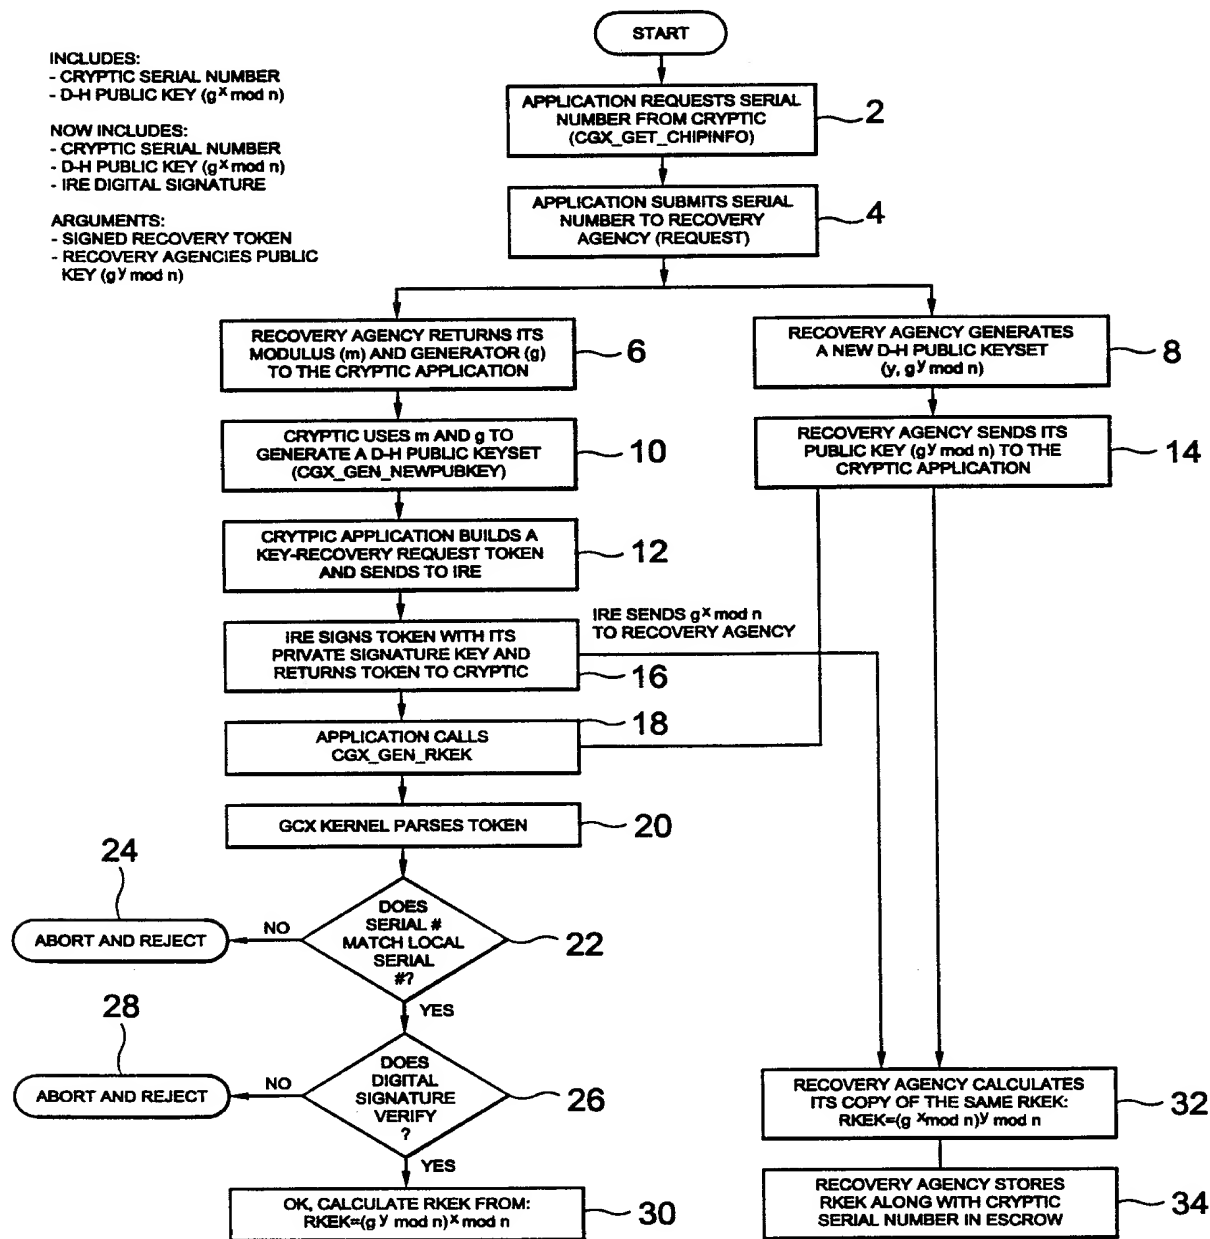 START
INCLUDES:
- CRYPTIC SERIAL NUMBER
- D-H PUBLIC KEY (g^x mod n)
NOW INCLUDES:
- CRYPTIC SERIAL NUMBER
- D-H PUBLIC KEY (g^x mod n)
- IRE DIGITAL SIGNATURE
ARGUMENTS:
- SIGNED RECOVERY TOKEN
- RECOVERY AGENCIES PUBLIC
KEY (g^y mod n)
APPLICATION REQUESTS SERIAL
NUMBER FROM CRYPTIC
(CGX_GET_CHIPINFO)
2
APPLICATION SUBMITS SERIAL
NUMBER TO RECOVERY
AGENCY (REQUEST)
4
RECOVERY AGENCY RETURNS ITS
MODULUS (m) AND GENERATOR (g)
TO THE CRYPTIC APPLICATION
6
RECOVERY AGENCY GENERATES
A NEW D-H PUBLIC KEYSET
(y, g^y mod n)
8
CRYPTIC USES m AND g TO
GENERATE A D-H PUBLIC KEYSET
(CGX_GEN_NEWPUBKEY)
10
RECOVERY AGENCY SENDS ITS
PUBLIC KEY (g^y mod n) TO THE
CRYPTIC APPLICATION
14
CRYTPIC APPLICATION BUILDS A
KEY-RECOVERY REQUEST TOKEN
AND SENDS TO IRE
12
IRE SENDS g^x mod n
TO RECOVERY AGENCY
IRE SIGNS TOKEN WITH ITS
PRIVATE SIGNATURE KEY AND
RETURNS TOKEN TO CRYPTIC
16
APPLICATION CALLS
CGX_GEN_RKEK
18
GCX KERNEL PARSES TOKEN
20
DOES
SERIAL #
MATCH LOCAL
SERIAL
#?
22
NO
24
ABORT AND REJECT
YES
DOES
DIGITAL
SIGNATURE
VERIFY
?
26
NO
28
ABORT AND REJECT
YES
OK, CALCULATE RKEK FROM:
RKEK=(g^y mod n)^x mod n
30
RECOVERY AGENCY CALCULATES
ITS COPY OF THE SAME RKEK:
RKEK=(g^x mod n)^y mod n
32
RECOVERY AGENCY STORES
RKEK ALONG WITH CRYPTIC
SERIAL NUMBER IN ESCROW
34